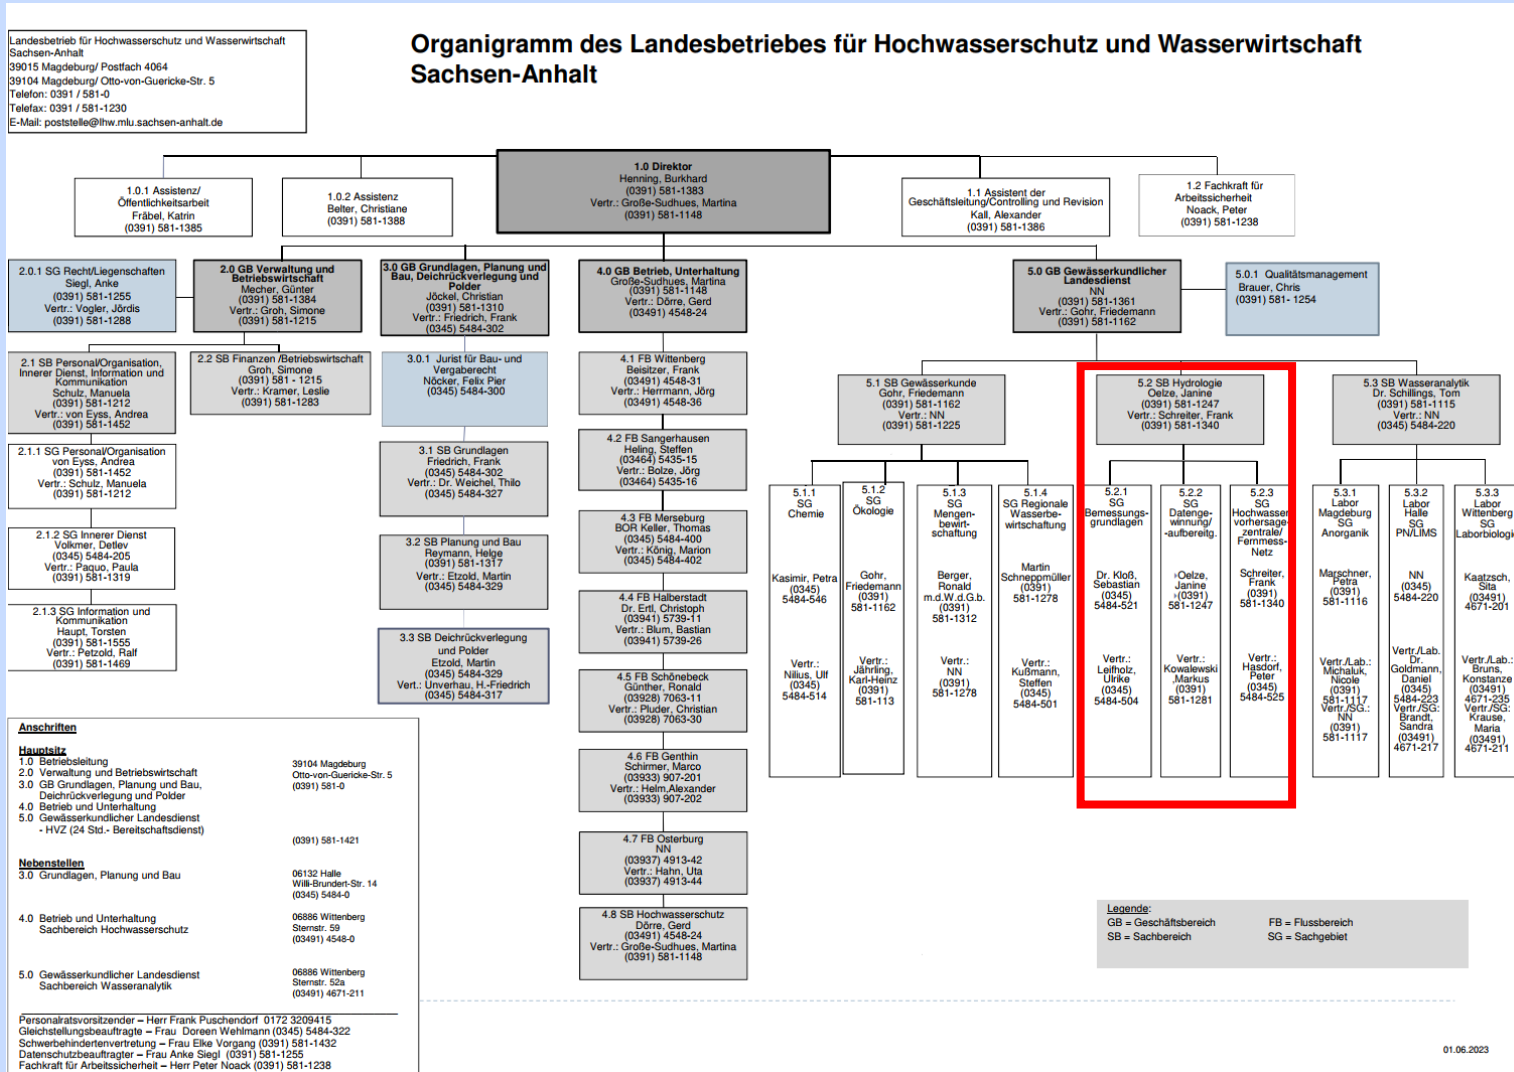 Landesbetrieb für Hochwasserschutz und Wasserwirtschaft
Sachsen-Anhalt
39015 Magdeburg/ Postfach 4064
39104 Magdeburg/ Otto-von-Guericke-Str. 5
Telefon: 0391 / 581-0
Telefax: 0391 / 581-1230
E-Mail: poststelle@lhw.mlu.sachsen-anhalt.de
Organigramm des Landesbetriebes für Hochwasserschutz und Wasserwirtschaft
Sachsen-Anhalt
1.0 Direktor
Henning, Burkhard
(0391) 581-1383
Vertr.: Große-Sudhues, Martina
(0391) 581-1148
1.0.1 Assistenz/
Öffentlichkeitsarbeit
Fräbel, Katrin
(0391) 581-1385
1.0.2 Assistenz
Belter, Christiane
(0391) 581-1388
1.1 Assistent der
Geschäftsleitung/Controlling und Revision
Kall, Alexander
(0391) 581-1386
1.2 Fachkraft für
Arbeitssicherheit
Noack, Peter
(0391) 581-1238
2.0.1 SG Recht/Liegenschaften
Siegl, Anke
(0391) 581-1255
Vertr.: Vogler, Jördis
(0391) 581-1288
2.0 GB Verwaltung und
Betriebswirtschaft
Mecher, Günter
(0391) 581-1384
Vertr.: Groh, Simone
(0391) 581-1215
3.0 GB Grundlagen, Planung und
Bau, Deichrückverlegung und
Polder
Jöckel, Christian
(0391) 581-1310
Vertr.: Friedrich, Frank
(0345) 5484-302
4.0 GB Betrieb, Unterhaltung
Große-Sudhues, Martina
(0391) 581-1148
Vertr.: Dörre, Gerd
(03491) 4548-24
5.0 GB Gewässerkundlicher
Landesdienst
NN
(0391) 581-1361
Vertr.: Gohr, Friedemann
(0391) 581-1162
5.0.1 Qualitätsmanagement
Brauer, Chris
(0391) 581- 1254
2.1 SB Personal/Organisation,
Innerer Dienst, Information und
Kommunikation
Schulz, Manuela
(0391) 581-1212
Vertr.: von Eyss, Andrea
(0391) 581-1452
2.2 SB Finanzen /Betriebswirtschaft
Groh, Simone
(0391) 581 - 1215
Vertr.: Kramer, Leslie
(0391) 581-1283
2.1.1 SG Personal/Organisation
von Eyss, Andrea
(0391) 581-1452
Vertr.: Schulz, Manuela
(0391) 581-1212
2.1.2 SG Innerer Dienst
Volkmer, Detlev
(0345) 5484-205
Vertr.: Paquo, Paula
(0391) 581-1319
2.1.3 SG Information und
Kommunikation
Haupt, Torsten
(0391) 581-1555
Vertr.: Petzold, Ralf
(0391) 581-1469
3.0.1 Jurist für Bau- und
Vergaberecht
Nöcker, Felix Pier
(0345) 5484-300
3.1 SB Grundlagen
Friedrich, Frank
(0345) 5484-302
Vertr.: Dr. Weichel, Thilo
(0345) 5484-327
3.2 SB Planung und Bau
Reymann, Helge
(0391) 581-1317
Vertr.: Etzold, Martin
(0345) 5484-329
3.3 SB Deichrückverlegung
und Polder
Etzold, Martin
(0345) 5484-329
Vert.: Unverhau, H.-Friedrich
(0345) 5484-317
4.1 FB Wittenberg
Beisitzer, Frank
(03491) 4548-31
Vertr.: Herrmann, Jörg
(03491) 4548-36
4.2 FB Sangerhausen
Heling, Steffen
(03464) 5435-15
Vertr.: Bolze, Jörg
(03464) 5435-16
4.3 FB Merseburg
BOR Keller, Thomas
(0345) 5484-400
Vertr.: König, Marion
(0345) 5484-402
4.4 FB Halberstadt
Dr. Ertl, Christoph
(03941) 5739-11
Vertr.: Blum, Bastian
(03941) 5739-26
4.5 FB Schönebeck
Günther, Ronald
(03928) 7063-11
Vertr.: Pluder, Christian
(03928) 7063-30
4.6 FB Genthin
Schirmer, Marco
(03933) 907-201
Vertr.: Helm,Alexander
(03933) 907-202
4.7 FB Osterburg
NN
(03937) 4913-42
Vertr.: Hahn, Uta
(03937) 4913-44
4.8 SB Hochwasserschutz
Dörre, Gerd
(03491) 4548-24
Vertr.: Große-Sudhues, Martina
(0391) 581-1148
5.1 SB Gewässerkunde
Gohr, Friedemann
(0391) 581-1162
Vertr.: NN
(0391) 581-1225
5.2 SB Hydrologie
Oelze, Janine
(0391) 581-1247
Vertr.: Schreiter, Frank
(0391) 581-1340
5.3 SB Wasseranalytik
Dr. Schillings, Tom
(0391) 581-1115
Vertr.: NN
(0345) 5484-220
5.1.1
SG
Chemie
Kasimir, Petra
(0345)
5484-546
Vertr.:
Nilius, Ulf
(0345)
5484-514
5.1.2
SG
Ökologie
Gohr,
Friedemann
(0391)
581-1162
Vertr.:
Jährling,
Karl-Heinz
(0391)
581-113
5.1.3
SG
Mengen-
bewirt-
schaftung
Berger,
Ronald
m.d.W.d.G.b.
(0391)
581-1312
Vertr.:
NN
(0391)
581-1278
5.1.4
SG Regionale
Wasserbe-
wirtschaftung
Martin
Schneppmüller
(0391)
581-1278
Vertr.:
Kußmann,
Steffen
(0345)
5484-501
5.2.1
SG
Bemessungs-
grundlagen
Dr. Kloß,
Sebastian
(0345)
5484-521
Vertr.:
Leifholz,
Ulrike
(0345)
5484-504
5.2.2
SG
Datenge-
winnung/
-aufbereitg.
Oelze,
Janine
(0391)
581-1247
Vertr.:
Kowalewski
,Markus
(0391)
581-1281
5.2.3
SG
Hochwasser
vorhersage-
zentrale/
Fernmess-
Netz
Schreiter,
Frank
(0391)
581-1340
Vertr.:
Hasdorf,
Peter
(0345)
5484-525
5.3.1
Labor
Magdeburg
SG
Anorganik
Marschner,
Petra
(0391)
581-1116
Vertr./Lab.:
Michaluk,
Nicole
(0391)
581-1117
Vertr./SG.:
NN
(0391)
581-1117
5.3.2
Labor
Halle
SG
PN/LIMS
NN
(0345)
5484-220
Vertr./Lab.
Dr.
Goldmann,
Daniel
(0345)
5484-223
Vertr./SG:
Brandt,
Sandra
(03491)
4671-217
5.3.3
Labor
Wittenberg
SG
Laborbiologie
Kaatzsch,
Sita
(03491)
4671-201
Vertr./Lab.:
Bruns,
Konstanze
(03491)
4671-235
Vertr./SG:
Krause,
Maria
(03491)
4671-211
Anschriften
Hauptsitz
1.0 Betriebsleitung
2.0 Verwaltung und Betriebswirtschaft
3.0 GB Grundlagen, Planung und Bau,
Deichrückverlegung und Polder
4.0 Betrieb und Unterhaltung
5.0 Gewässerkundlicher Landesdienst
- HVZ (24 Std.- Bereitschaftsdienst)
39104 Magdeburg
Otto-von-Guericke-Str. 5
(0391) 581-0
(0391) 581-1421
Nebenstellen
3.0 Grundlagen, Planung und Bau
06132 Halle
Willi-Brundert-Str. 14
(0345) 5484-0
4.0 Betrieb und Unterhaltung
Sachbereich Hochwasserschutz
06886 Wittenberg
Sternstr. 59
(03491) 4548-0
5.0 Gewässerkundlicher Landesdienst
Sachbereich Wasseranalytik
06886 Wittenberg
Sternstr. 52a
(03491) 4671-211
Personalratsvorsitzender – Herr Frank Puschendorf 0172 3209415
Gleichstellungsbeauftragte – Frau Doreen Wehlmann (0345) 5484-322
Schwerbehindertenvertretung – Frau Elke Vorgang (0391) 581-1432
Datenschutzbeauftragter – Frau Anke Siegl (0391) 581-1255
Fachkraft für Arbeitssicherheit – Herr Peter Noack (0391) 581-1238
Legende:
GB = Geschäftsbereich FB = Flussbereich
SB = Sachbereich SG = Sachgebiet
01.06.2023